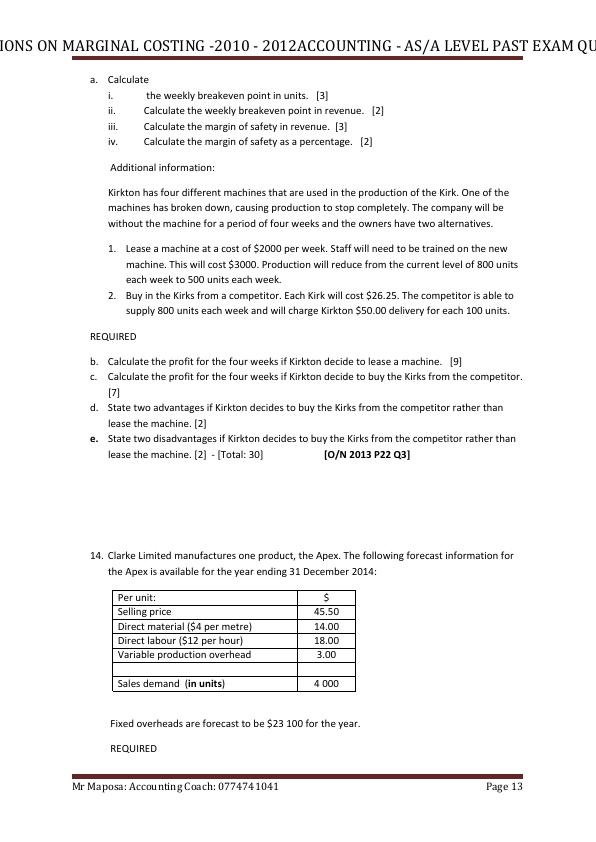 IONS ON MARGINAL COSTING -2010 - 2012ACCOUNTING - AS/A LEVEL PAST EXAM QU
a. Calculate
i. the weekly breakeven point in units. [3]
ii. Calculate the weekly breakeven point in revenue. [2]
iii. Calculate the margin of safety in revenue. [3]
iv. Calculate the margin of safety as a percentage. [2]
Additional information:
Kirkton has four different machines that are used in the production of the Kirk. One of the
machines has broken down, causing production to stop completely. The company will be
without the machine for a period of four weeks and the owners have two alternatives.
1. Lease a machine at a cost of $2000 per week. Staff will need to be trained on the new
machine. This will cost $3000. Production will reduce from the current level of 800 units
each week to 500 units each week.
2. Buy in the Kirks from a competitor. Each Kirk will cost $26.25. The competitor is able to
supply 800 units each week and will charge Kirkton $50.00 delivery for each 100 units.
REQUIRED
b. Calculate the profit for the four weeks if Kirkton decide to lease a machine. [9]
c. Calculate the profit for the four weeks if Kirkton decide to buy the Kirks from the competitor.
[7]
d. State two advantages if Kirkton decides to buy the Kirks from the competitor rather than
lease the machine. [2]
e. State two disadvantages if Kirkton decides to buy the Kirks from the competitor rather than
lease the machine. [2] - [Total: 30] [O/N 2013 P22 Q3]
14. Clarke Limited manufactures one product, the Apex. The following forecast information for
the Apex is available for the year ending 31 December 2014:
Per unit: $
Selling price 45.50
Direct material ($4 per metre) 14.00
Direct labour ($12 per hour) 18.00
Variable production overhead 3.00
Sales demand (in units) 4 000
Fixed overheads are forecast to be $23 100 for the year.
REQUIRED
Mr Maposa: Accounting Coach: 0774741041 Page 13